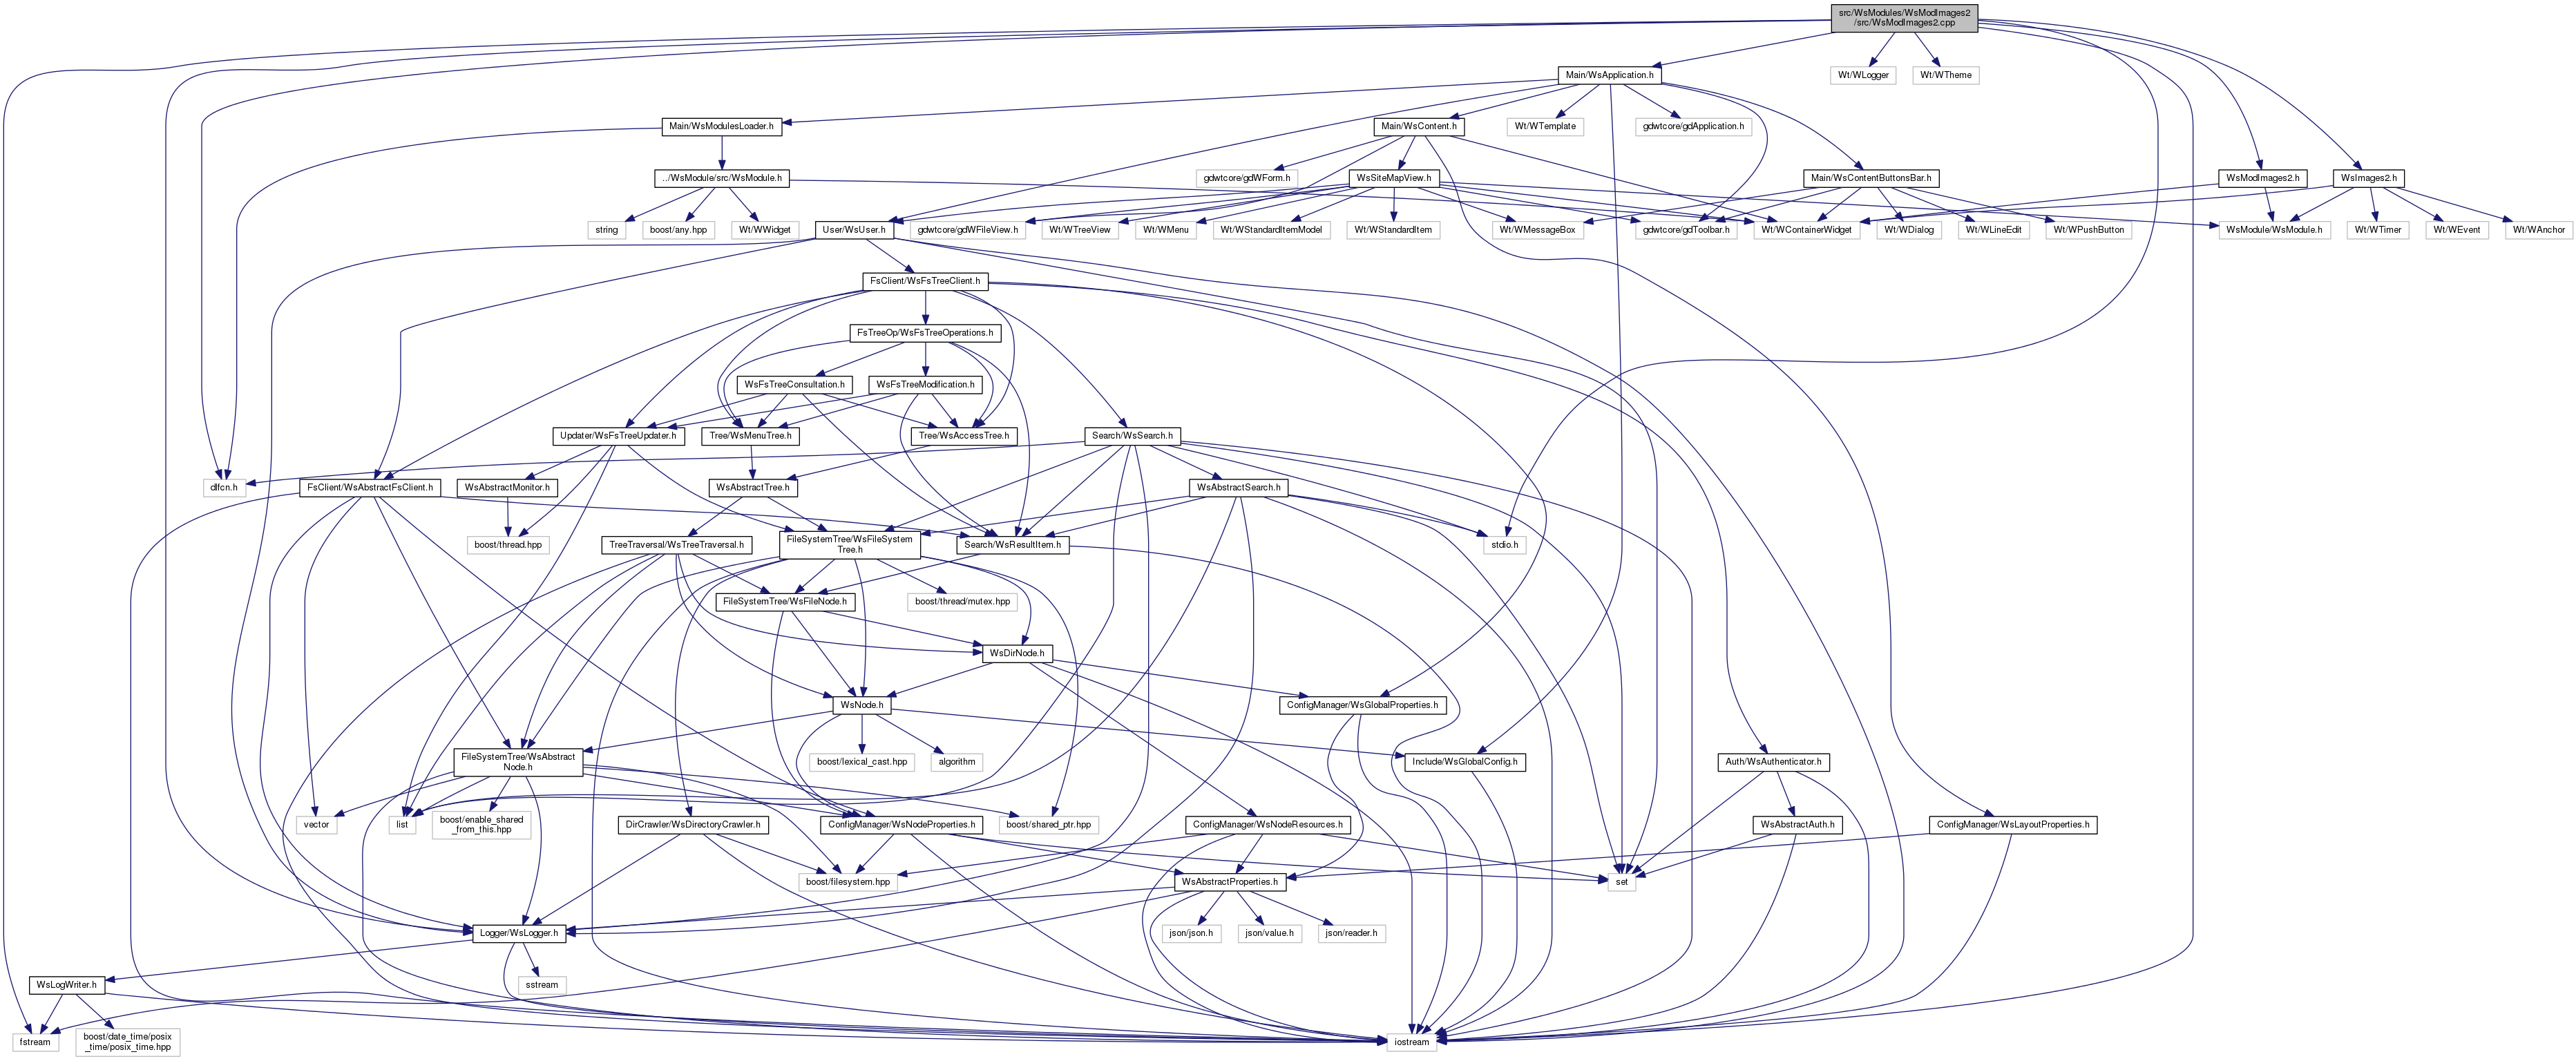 src/WsModules/WsModImages2
/src/WsModImages2.cpp
Main/WsApplication.h
Wt/WLogger
Wt/WTheme
Main/WsModulesLoader.h
Main/WsContent.h
Wt/WTemplate
gdwtcore/gdApplication.h
../WsModule/src/WsModule.h
gdwtcore/gdWForm.h
WsSiteMapView.h
Main/WsContentButtonsBar.h
WsModImages2.h
WsImages2.h
string
boost/any.hpp
Wt/WWidget
User/WsUser.h
gdwtcore/gdWFileView.h
Wt/WTreeView
Wt/WMenu
Wt/WStandardItemModel
Wt/WStandardItem
Wt/WMessageBox
gdwtcore/gdToolbar.h
Wt/WContainerWidget
Wt/WDialog
Wt/WLineEdit
Wt/WPushButton
WsModule/WsModule.h
Wt/WTimer
Wt/WEvent
Wt/WAnchor
FsClient/WsFsTreeClient.h
FsTreeOp/WsFsTreeOperations.h
WsFsTreeConsultation.h
WsFsTreeModification.h
Updater/WsFsTreeUpdater.h
Tree/WsMenuTree.h
Tree/WsAccessTree.h
Search/WsSearch.h
dlfcn.h
FsClient/WsAbstractFsClient.h
WsAbstractMonitor.h
WsAbstractTree.h
WsAbstractSearch.h
boost/thread.hpp
TreeTraversal/WsTreeTraversal.h
FileSystemTree/WsFileSystem
Tree.h
Search/WsResultItem.h
stdio.h
FileSystemTree/WsFileNode.h
boost/thread/mutex.hpp
WsDirNode.h
WsNode.h
ConfigManager/WsGlobalProperties.h
FileSystemTree/WsAbstract
Node.h
boost/lexical_cast.hpp
algorithm
Include/WsGlobalConfig.h
Auth/WsAuthenticator.h
vector
list
boost/enable_shared
_from_this.hpp
DirCrawler/WsDirectoryCrawler.h
ConfigManager/WsNodeProperties.h
boost/shared_ptr.hpp
ConfigManager/WsNodeResources.h
WsAbstractAuth.h
ConfigManager/WsLayoutProperties.h
boost/filesystem.hpp
WsAbstractProperties.h
set
Logger/WsLogger.h
json/json.h
json/value.h
json/reader.h
WsLogWriter.h
sstream
fstream
boost/date_time/posix
_time/posix_time.hpp
iostream